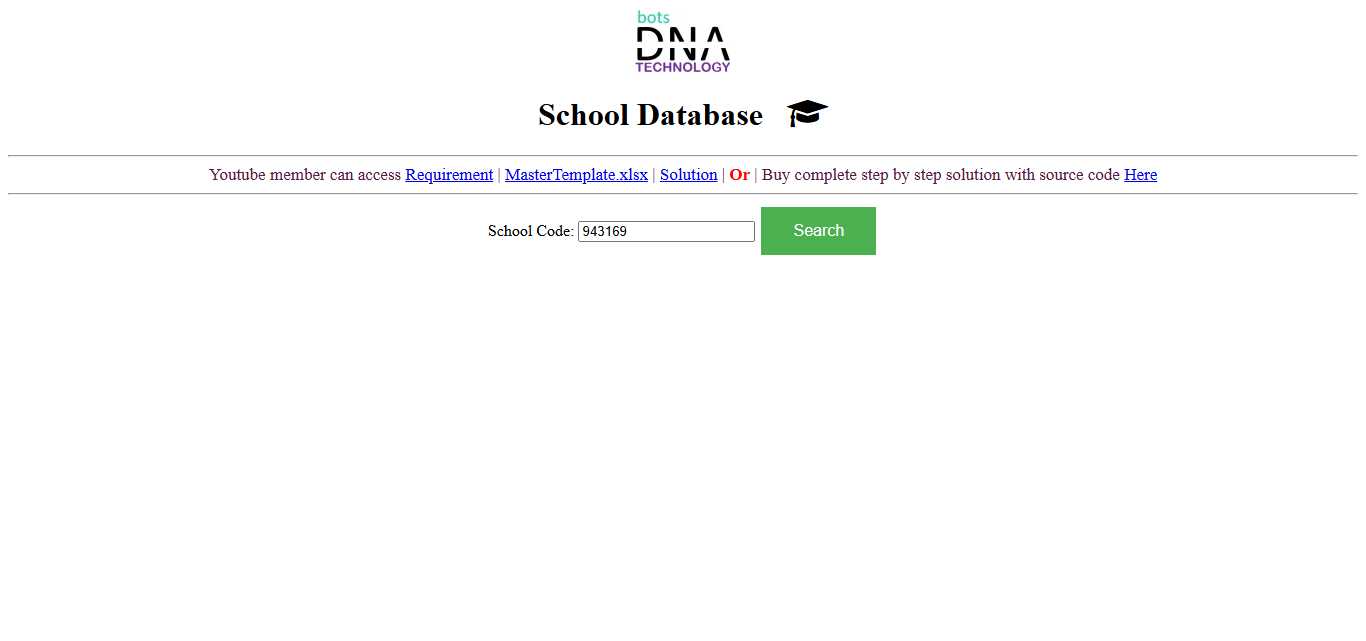 bots
DNA
TECHNOLOGY
School Database
Youtube member can access Requirement | MasterTemplate.xlsx | Solution | Or | Buy complete step by step solution with source code Here
School Code: 943169 Search